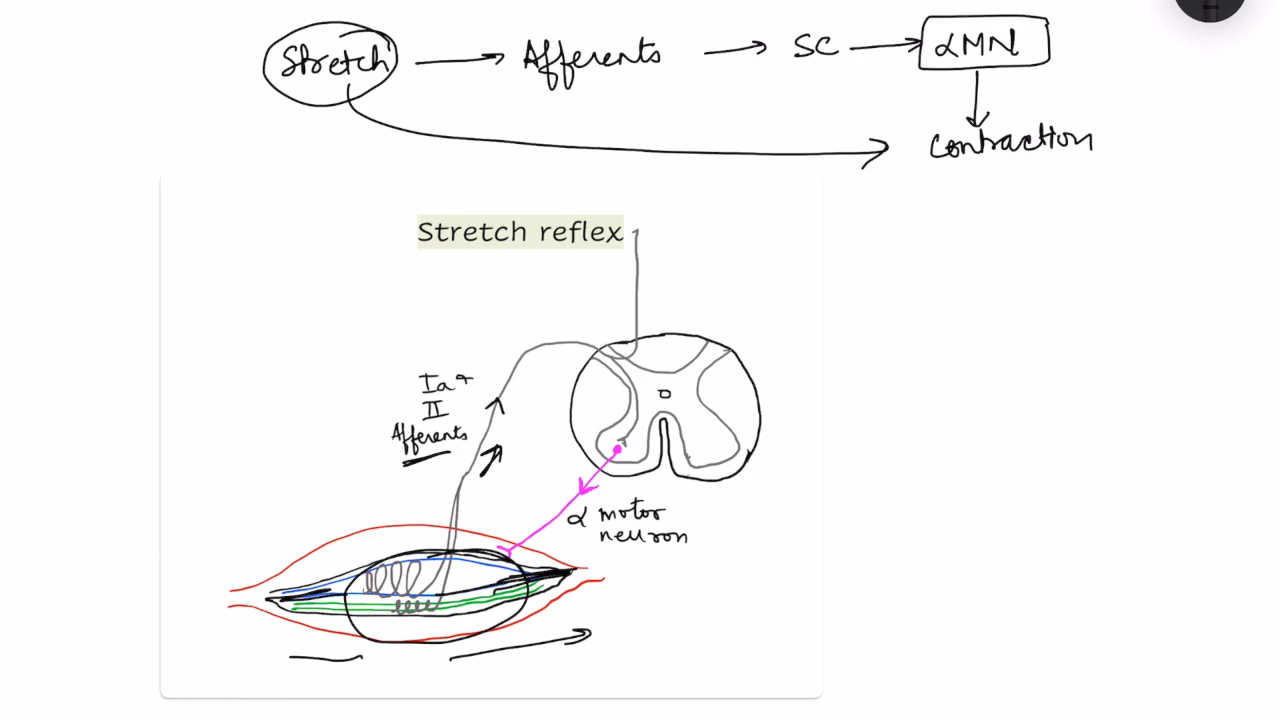 Stretch → Afferents → SC → αMN
contraction
Stretch reflex
Ia +
II
Afferents
α motor
neuron